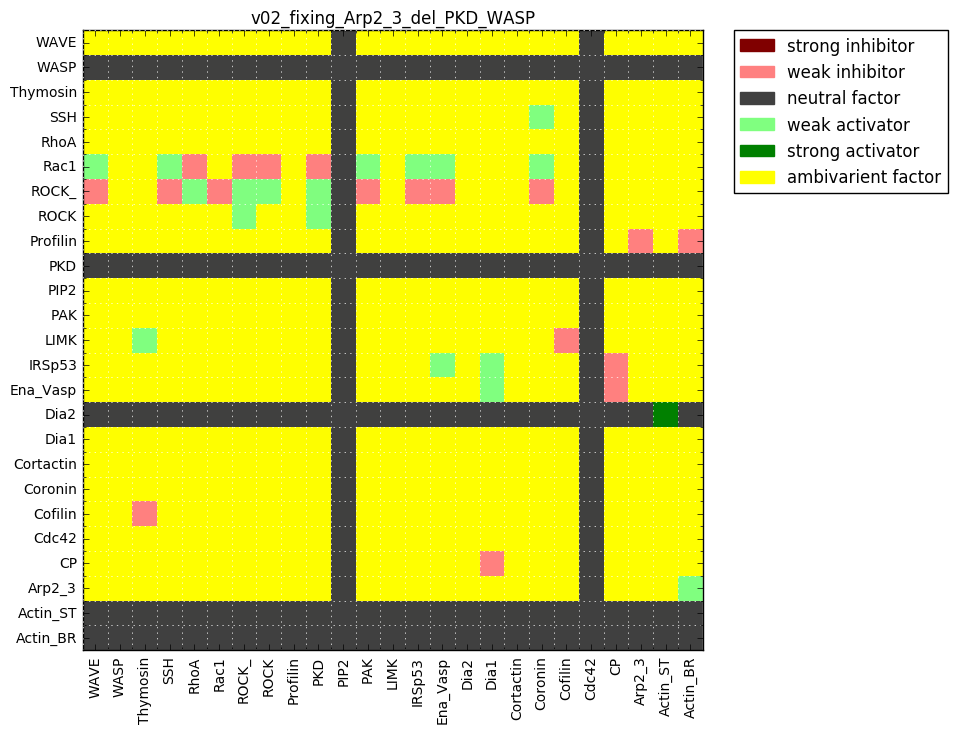 v02_fixing_Arp2_3_del_PKD_WASP
WAVE
WASP
Thymosin
SSH
RhoA
Rac1
ROCK_
ROCK
Profilin
PKD
PIP2
PAK
LIMK
IRSp53
Ena_Vasp
Dia2
Dia1
Cortactin
Coronin
Cofilin
Cdc42
CP
Arp2_3
Actin_ST
Actin_BR
WAVE
WASP
Thymosin
SSH
RhoA
Rac1
ROCK_
ROCK
Profilin
PKD
PIP2
PAK
LIMK
IRSp53
Ena_Vasp
Dia2
Dia1
Cortactin
Coronin
Cofilin
Cdc42
CP
Arp2_3
Actin_ST
Actin_BR
strong inhibitor
weak inhibitor
neutral factor
weak activator
strong activator
ambivarient factor